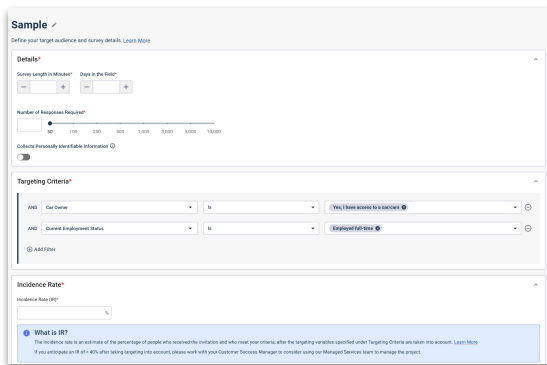 Sample
Define your target audience and survey details. Learn More
Details*
Survey Length in Minutes* Days in the Field*
Number of Responses Required*
50 100 250 500 1,000 3,000 5,000 10,000
Collects Personally Identifiable Information
Targeting Criteria*
AND Car Owner Is Yes, I have access to a car/cars
AND Current Employment Status Is Employed full-time
Add Filter
Incidence Rate*
Incidence Rate (IR)*
%
What is IR?
The incidence rate is an estimate of the percentage of people who received the invitation and who meet your criteria, after the targeting variables specified under Targeting Criteria are taken into account. Learn More
If you anticipate an IR of < 40% after taking targeting into account, please work with your Customer Success Manager to consider using our Managed Services team to manage the project.